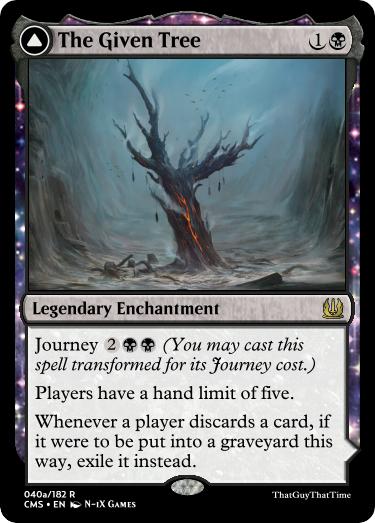 The Given Tree 1
Legendary Enchantment
Journey 2 (You may cast this
spell transformed for its Journey cost.)
Players have a hand limit of five.
Whenever a player discards a card, if
it were to be put into a graveyard this
way, exile it instead.
040a/182 R
CMS • EN N-iX Games
ThatGuyThatTime